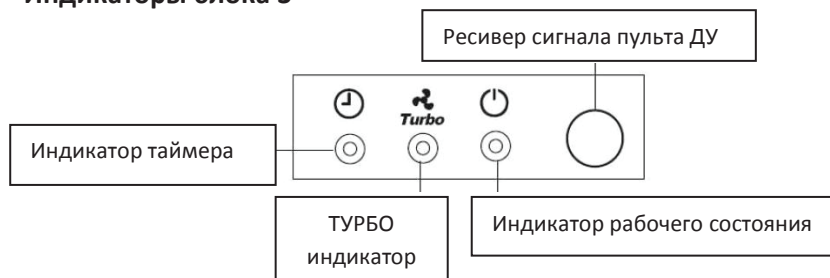 Индикаторы блока 3
Ресивер сигнала пульта ДУ
Turbo
Индикатор таймера
ТУРБО
индикатор
Индикатор рабочего состояния